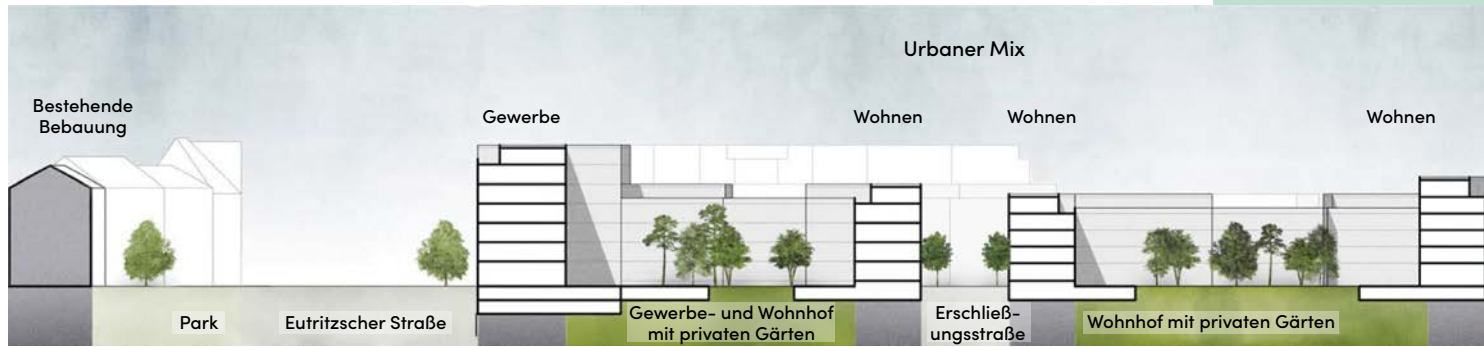 Urbaner Mix
Bestehende
Bebauung
Gewerbe
Wohnen
Wohnen
Wohnen
Park
Eutritzscher Straße
Gewerbe- und Wohnhof
mit privaten Gärten
Erschließ-
ungsstraße
Wohnhof mit privaten Gärten